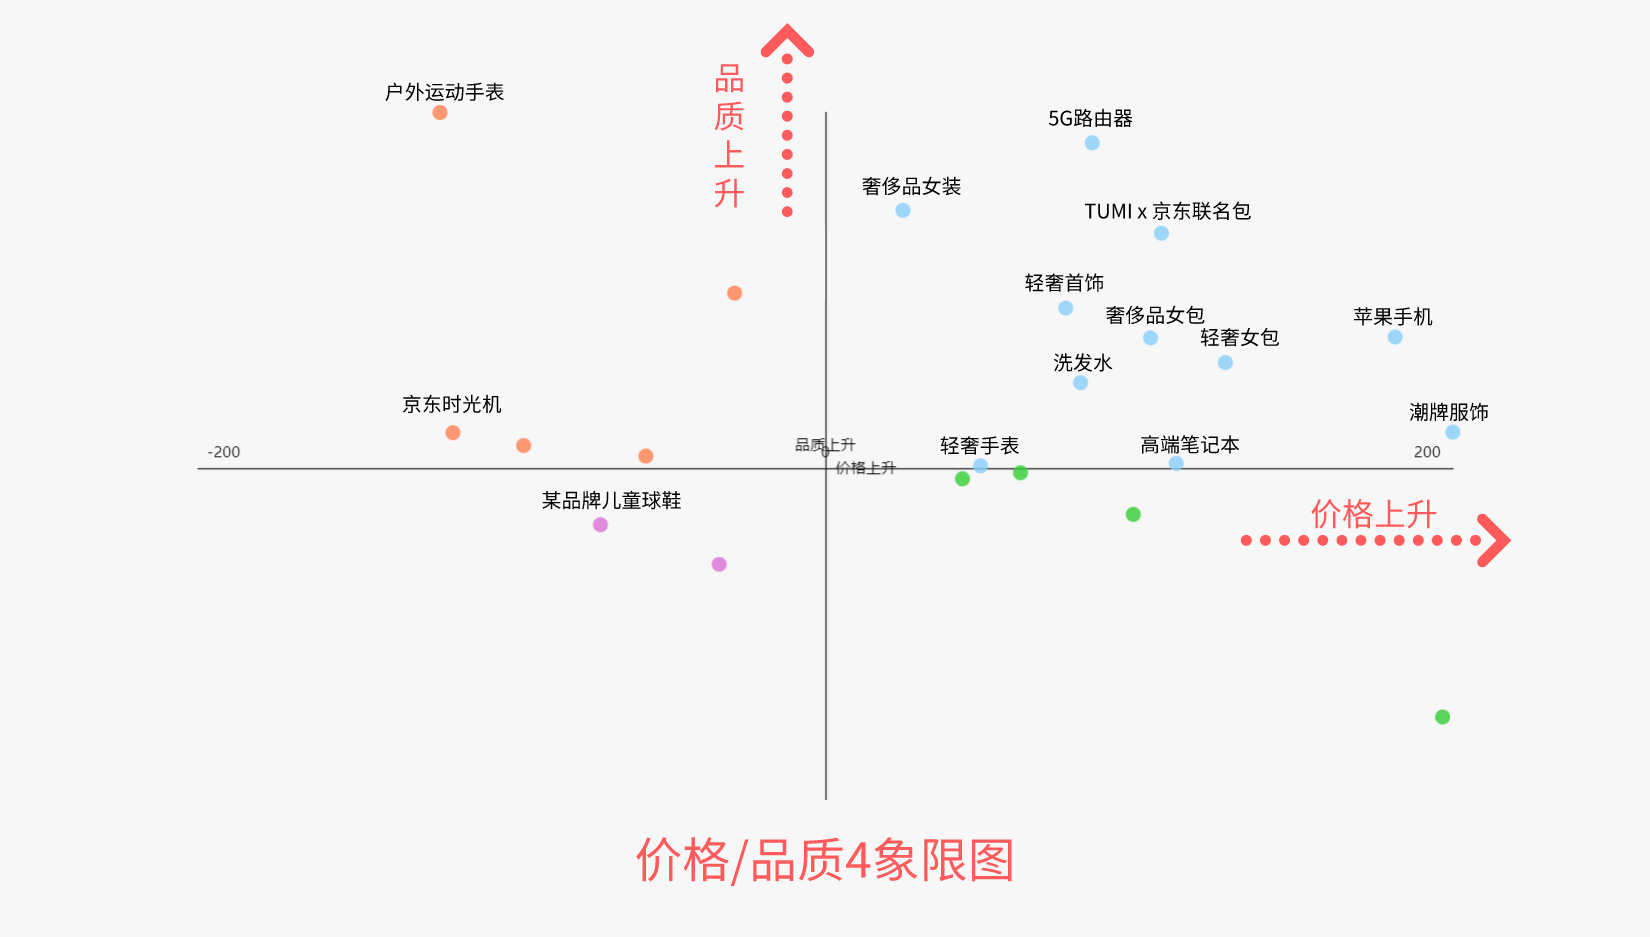 户外运动手表
品质上升
5G路由器
奢侈品女装
TUMI x 京东联名包
轻奢首饰
奢侈品女包
苹果手机
轻奢女包
洗发水
京东时光机
潮牌服饰
-200
品质上升
0
轻奢手表
高端笔记本
200
价格上升
某品牌儿童球鞋
价格上升
价格/品质4象限图